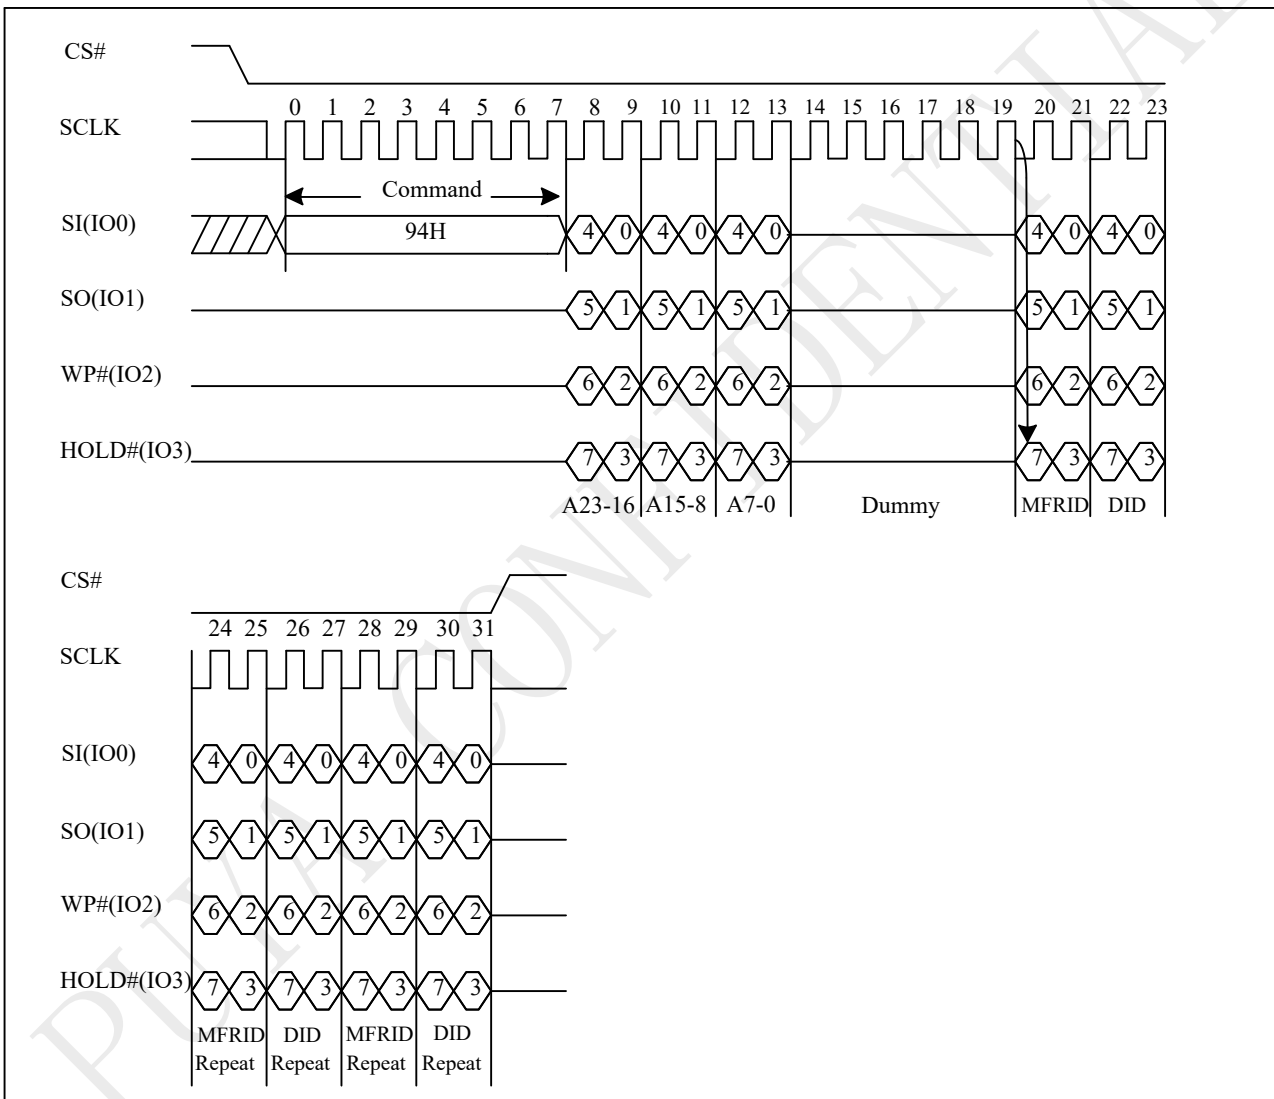 CS#
0 1 2 3 4 5 6 7 8 9 10 11 12 13 14 15 16 17 18 19 20 21 22 23
SCLK
Command
SI(IO0) 94H 4 0 4 0 4 0 4 0 4 0
SO(IO1) 5 1 5 1 5 1 5 1 5 1
WP#(IO2) 6 2 6 2 6 2 6 2 6 2
HOLD#(IO3) 7 3 7 3 7 3 7 3 7 3
A23-16 A15-8 A7-0 Dummy MFRID DID
CS#
24 25 26 27 28 29 30 31
SCLK
SI(IO0) 4 0 4 0 4 0 4 0
SO(IO1) 5 1 5 1 5 1 5 1
WP#(IO2) 6 2 6 2 6 2 6 2
HOLD#(IO3) 7 3 7 3 7 3 7 3
MFRID DID MFRID DID
Repeat Repeat Repeat Repeat
PUYA CONFIDENTIAL